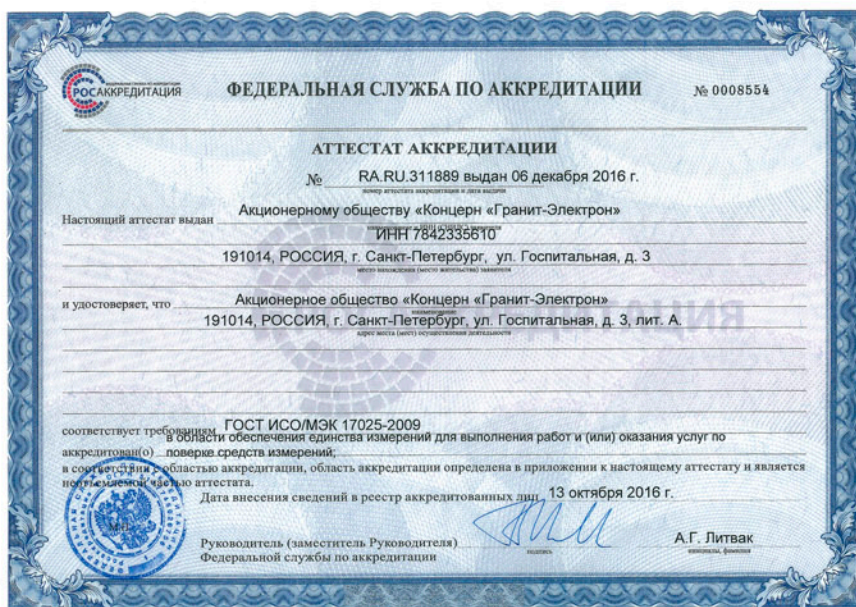 РОСАККРЕДИТАЦИЯ
ФЕДЕРАЛЬНАЯ СЛУЖБА ПО АККРЕДИТАЦИИ
№ 0008554
АТТЕСТАТ АККРЕДИТАЦИИ
№ RA.RU.311889 выдан 06 декабря 2016 г.
номер аттестата аккредитации и дата выдачи
Настоящий аттестат выдан Акционерному обществу «Концерн «Гранит-Электрон»
ИНН 7842335610
191014, РОССИЯ, г. Санкт-Петербург, ул. Госпитальная, д. 3
место нахождения (место жительства) заявителя
и удостоверяет, что Акционерное общество «Концерн «Гранит-Электрон»
наименование
191014, РОССИЯ, г. Санкт-Петербург, ул. Госпитальная, д. 3, лит. А.
адрес места (мест) осуществления деятельности
соответствует требованиям ГОСТ ИСО/МЭК 17025-2009
в области обеспечения единства измерений для выполнения работ и (или) оказания услуг по
аккредитован(о) поверке средств измерений;
в соответствии с областью аккредитации, область аккредитации определена в приложении к настоящему аттестату и является
неотъемлемой частью аттестата.
Дата внесения сведений в реестр аккредитованных лиц 13 октября 2016 г.
М.П.
Руководитель (заместитель Руководителя)
Федеральной службы по аккредитации
подпись
А.Г. Литвак
инициалы, фамилия